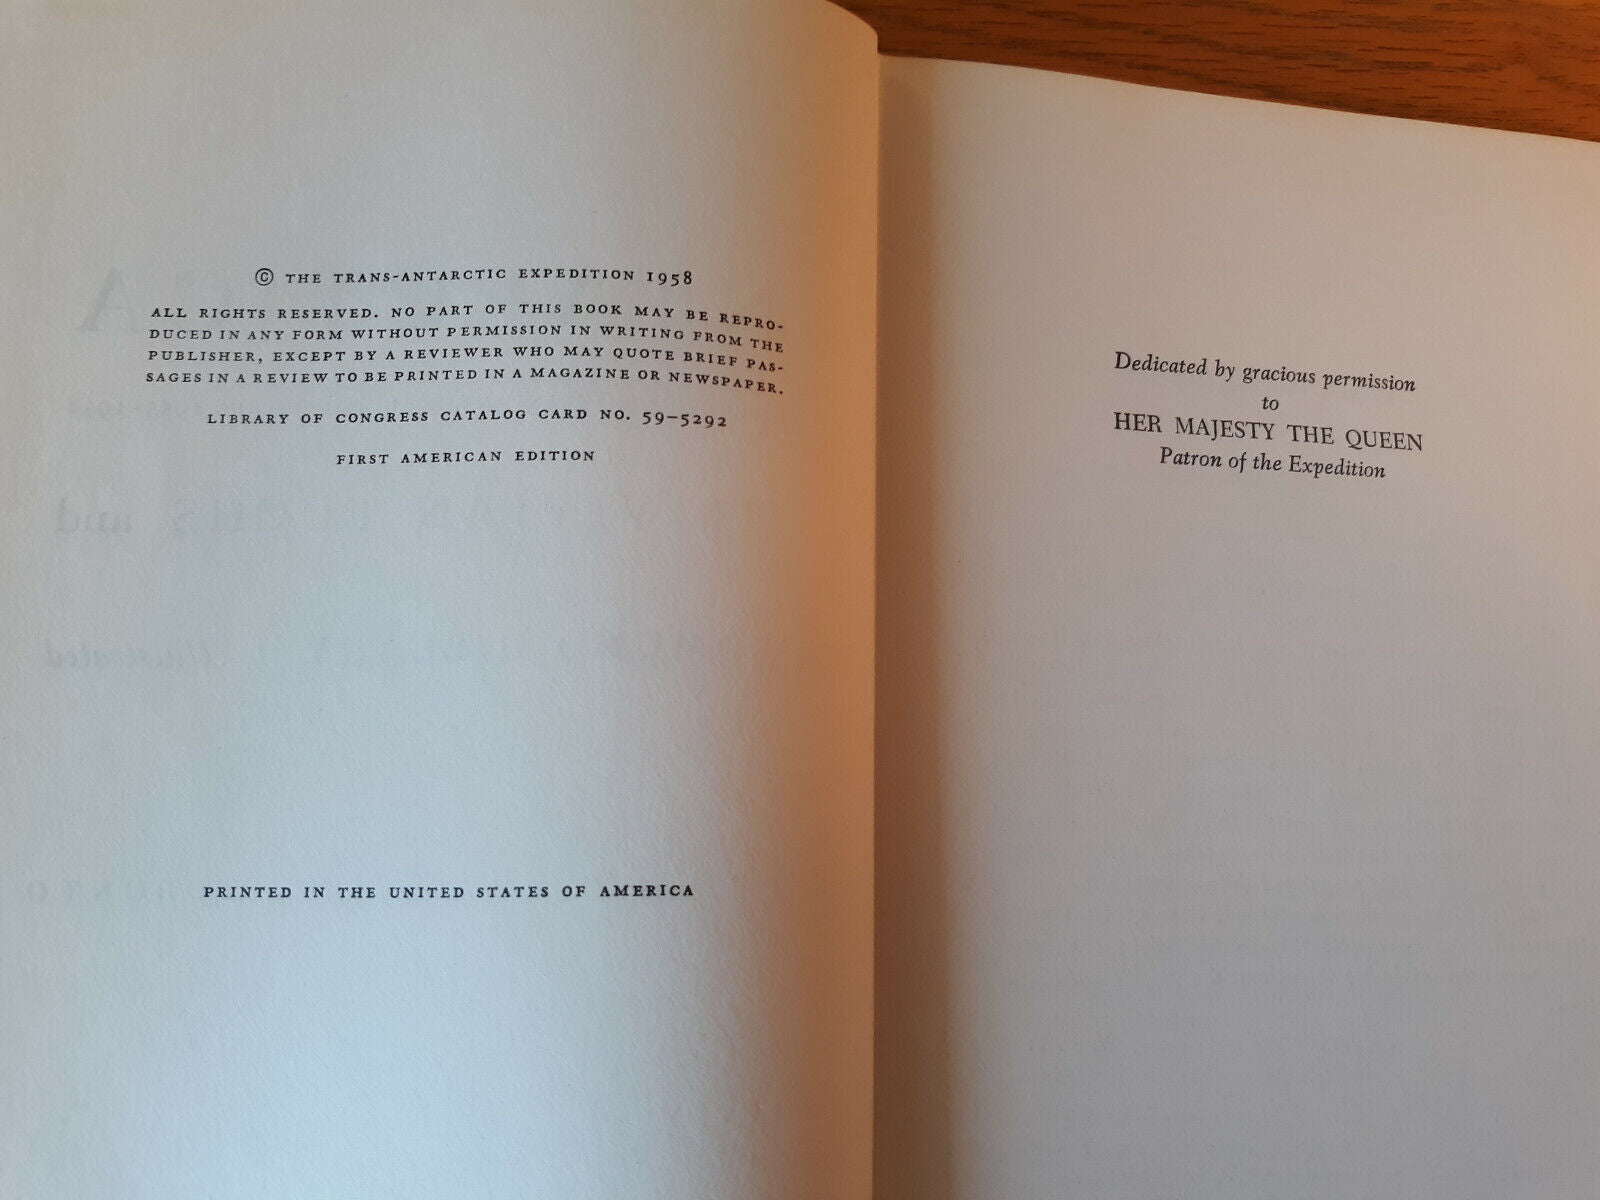 © THE TRANS-ANTARCTIC EXPEDITION 1958
ALL RIGHTS RESERVED. NO PART OF THIS BOOK MAY BE REPRO-
DUCED IN ANY FORM WITHOUT PERMISSION IN WRITING FROM THE
PUBLISHER, EXCEPT BY A REVIEWER WHO MAY QUOTE BRIEF PAS-
SAGES IN A REVIEW TO BE PRINTED IN A MAGAZINE OR NEWSPAPER.
LIBRARY OF CONGRESS CATALOG CARD NO. 59-5292
FIRST AMERICAN EDITION
PRINTED IN THE UNITED STATES OF AMERICA
Dedicated by gracious permission
to
HER MAJESTY THE QUEEN
Patron of the Expedition